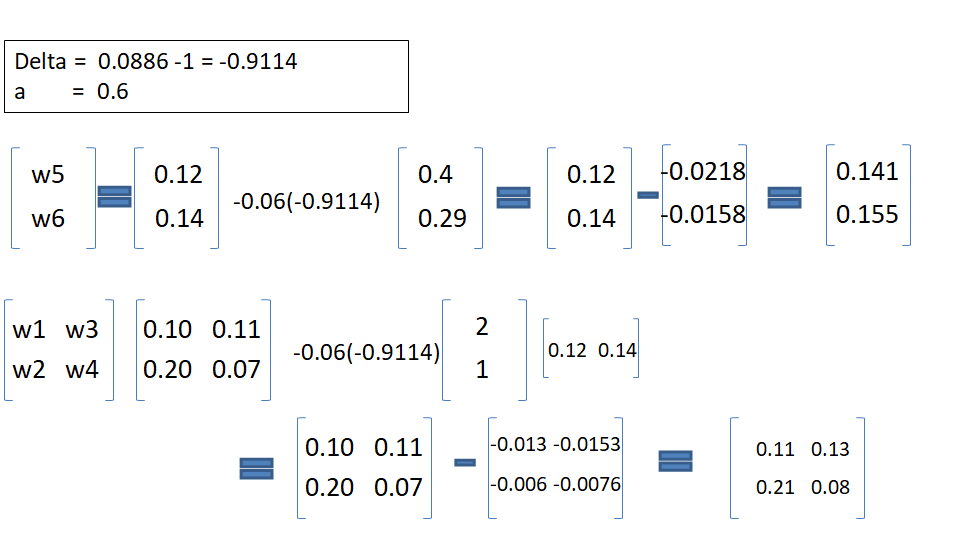 Delta = 0.0886 -1 = -0.9114
a = 0.6
w5 0.12 0.4 0.12 -0.0218 0.141
-0.06(-0.9114)
w6 0.14 0.29 0.14 -0.0158 0.155
w1 w3 0.10 0.11 2
-0.06(-0.9114) 0.12 0.14
w2 w4 0.20 0.07 1
0.10 0.11 -0.013 -0.0153 0.11 0.13
0.20 0.07 -0.006 -0.0076 0.21 0.08